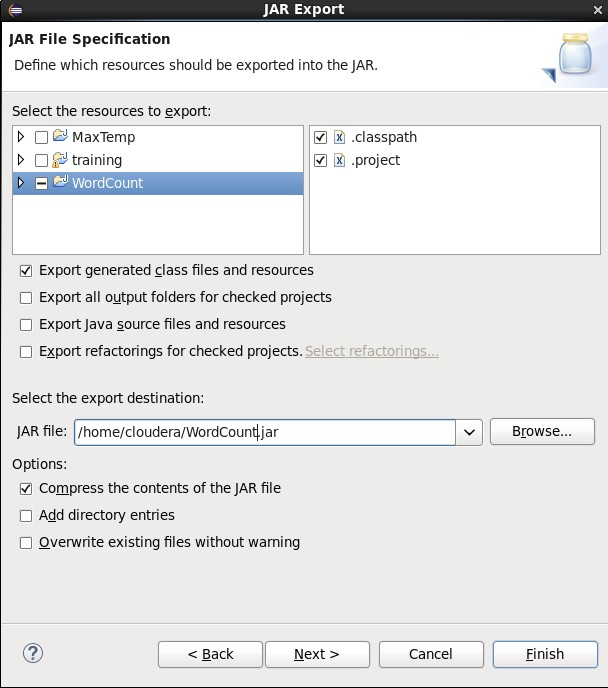 JAR Export
JAR File Specification
Define which resources should be exported into the JAR.
Select the resources to export:
MaxTemp
training
WordCount
.classpath
.project
Export generated class files and resources
Export all output folders for checked projects
Export Java source files and resources
Export refactorings for checked projects. Select refactorings...
Select the export destination:
JAR file: /home/cloudera/WordCount.jar Browse...
Options:
Compress the contents of the JAR file
Add directory entries
Overwrite existing files without warning
? < Back Next > Cancel Finish